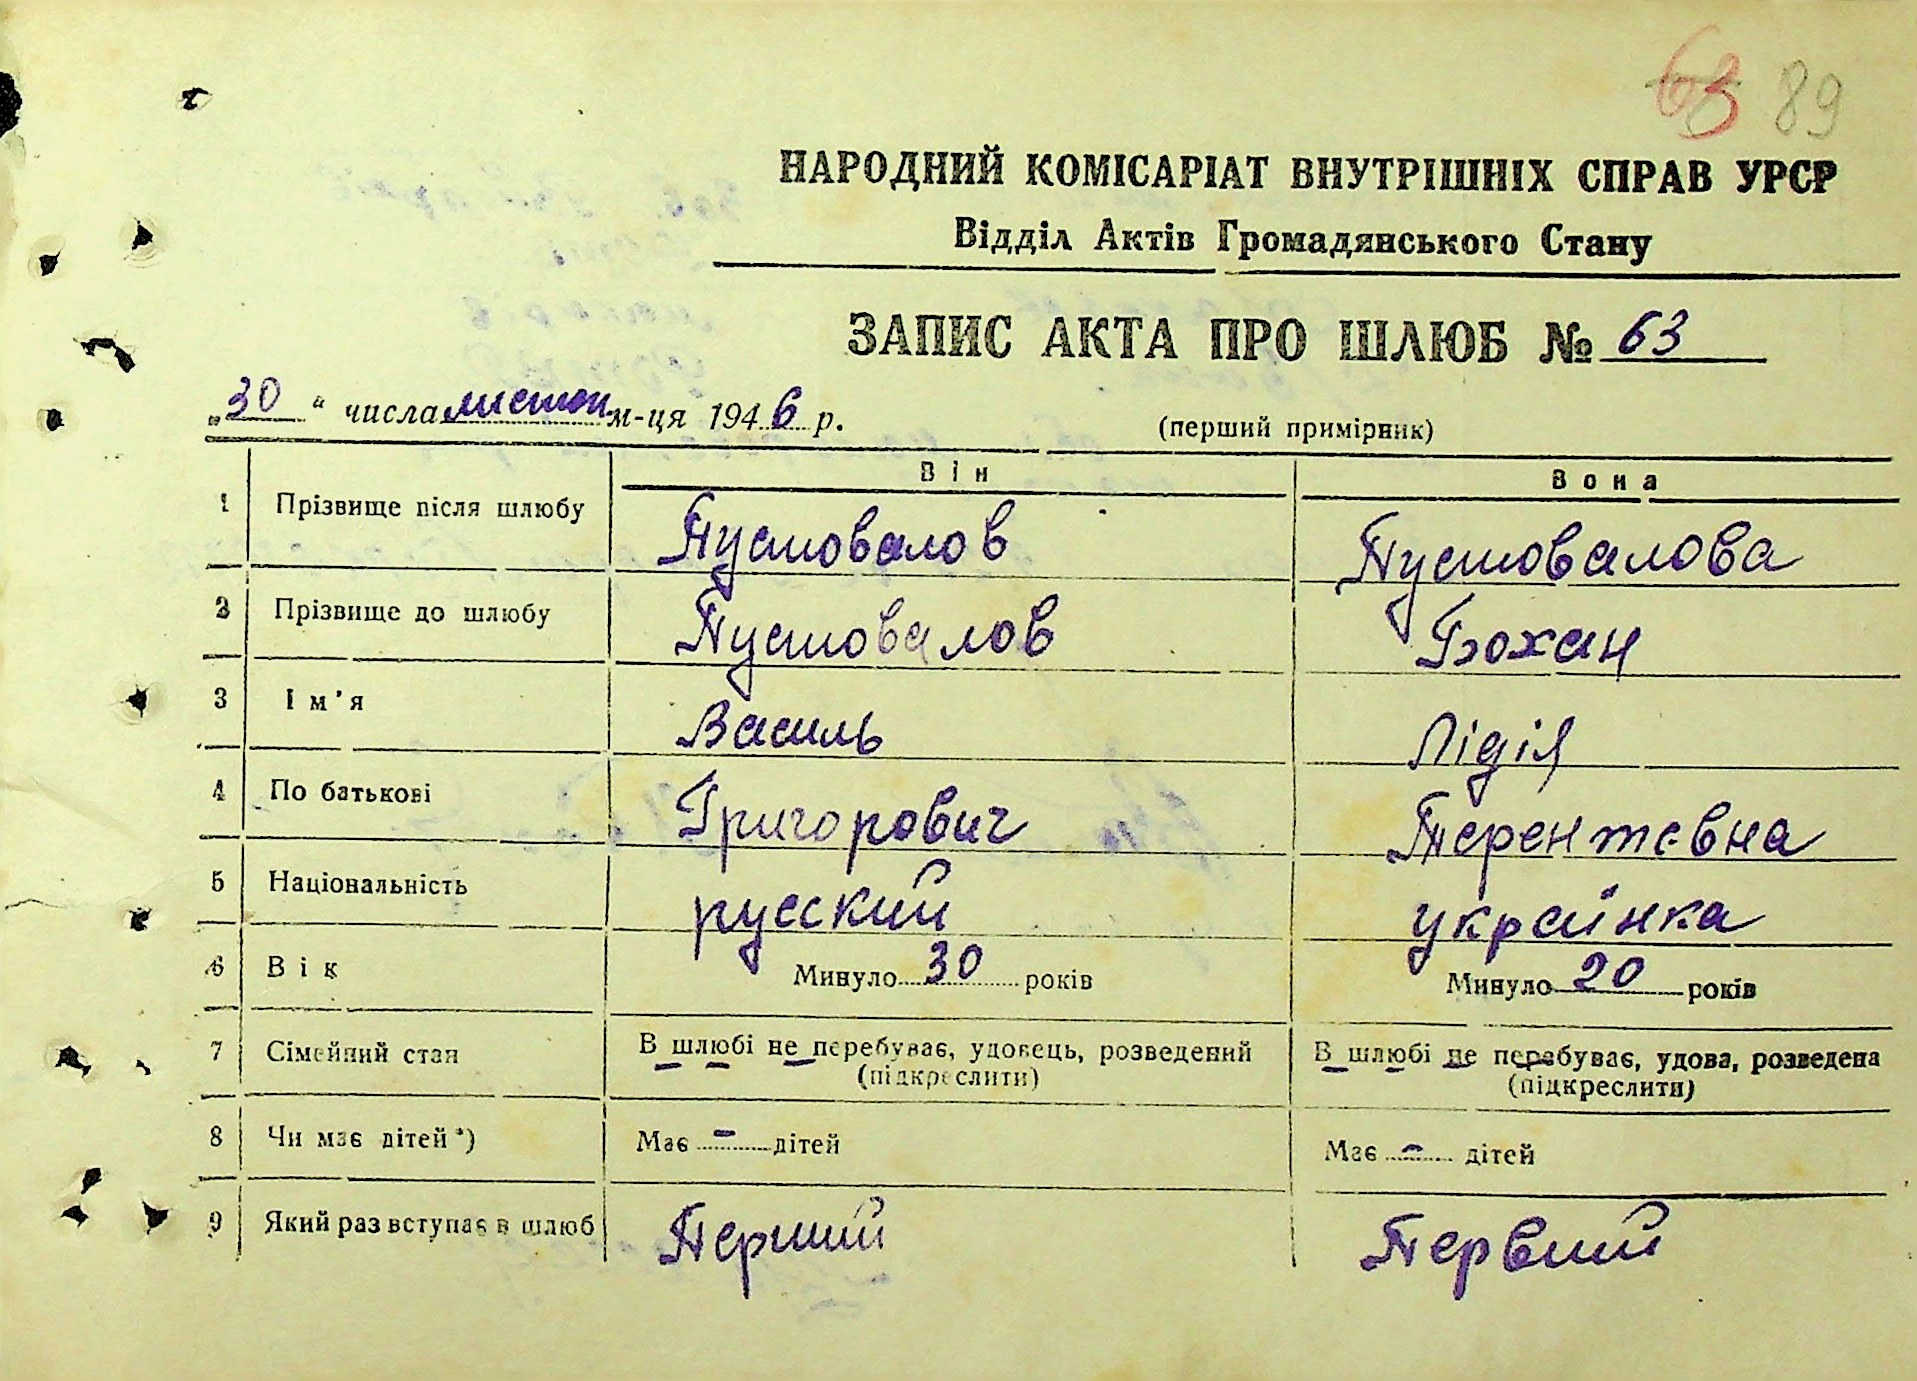 63 89
НАРОДНИЙ КОМІСАРІАТ ВНУТРІШНІХ СПРАВ УРСР
Відділ Актів Громадянського Стану
ЗАПИС АКТА ПРО ШЛЮБ № 63
„30" числа листоп м-ця 1946 р. (перший примірник)
Він Вона
1 Прізвище після шлюбу Пустовалов Пустовалова
2 Прізвище до шлюбу Пустовалов Бохан
3 Ім'я Василь Лідія
4 По батькові Григорович Терентєвна
5 Національність русский українка
6 Вік Минуло 30 років Минуло 20 років
7 Сімейний стан В шлюбі не перебуває, удовець, розведений В шлюбі не перебуває, удова, розведена
(підкреслити) (підкреслити)
8 Чи має дітей*) Має - дітей Має - дітей
9 Який раз вступає в шлюб Перший Первий